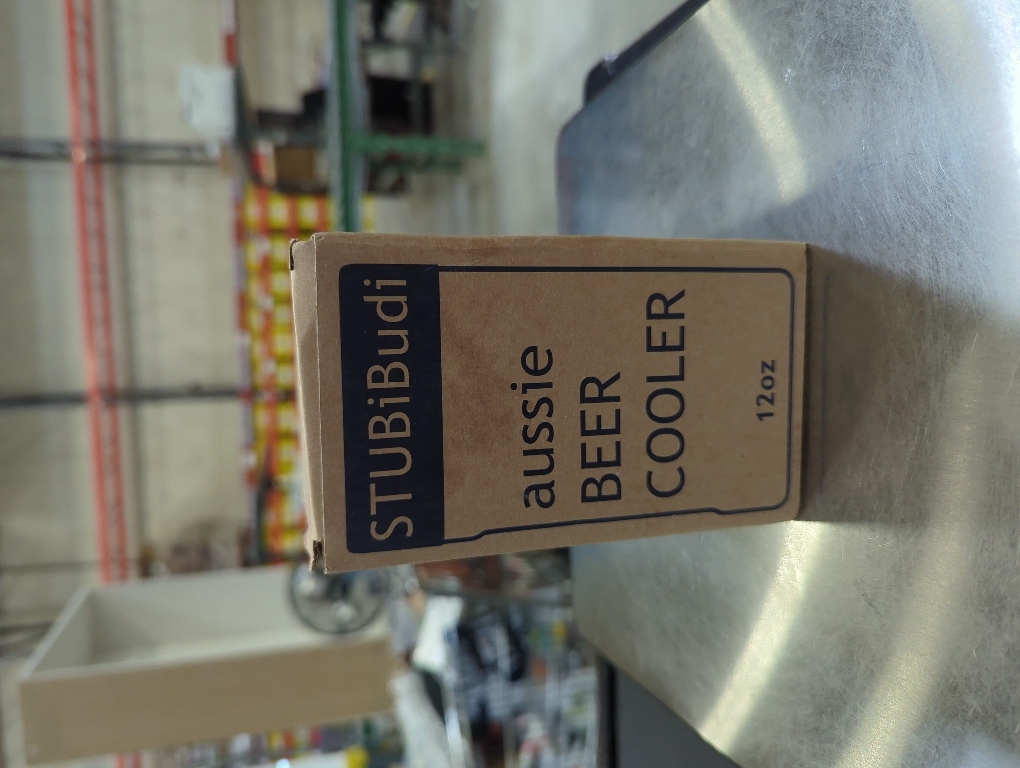 STUBiBudi
aussie
BEER
COOLER
12oz